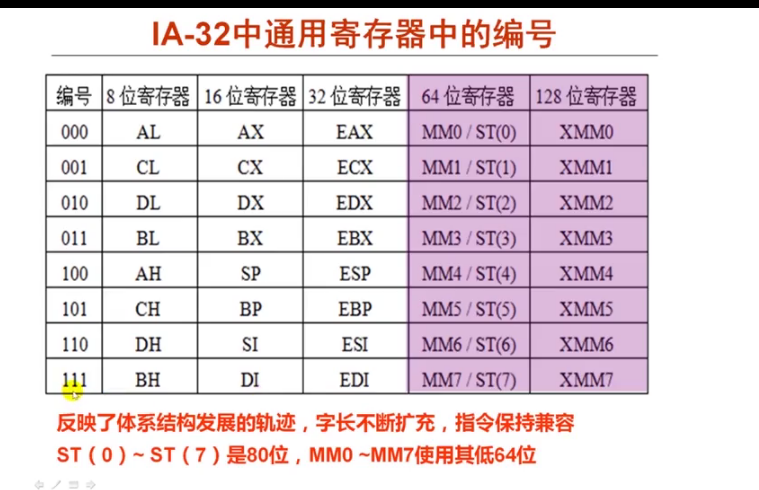 IA-32中通用寄存器中的编号
编号 8 位寄存器 16 位寄存器 32 位寄存器 64 位寄存器 128 位寄存器
000 AL AX EAX MM0 / ST(0) XMM0
001 CL CX ECX MM1 / ST(1) XMM1
010 DL DX EDX MM2 / ST(2) XMM2
011 BL BX EBX MM3 / ST(3) XMM3
100 AH SP ESP MM4 / ST(4) XMM4
101 CH BP EBP MM5 / ST(5) XMM5
110 DH SI ESI MM6 / ST(6) XMM6
111 BH DI EDI MM7 / ST(7) XMM7
反映了体系结构发展的轨迹，字长不断扩充，指令保持兼容
ST（0）~ ST（7）是80位，MM0 ~MM7使用其低64位